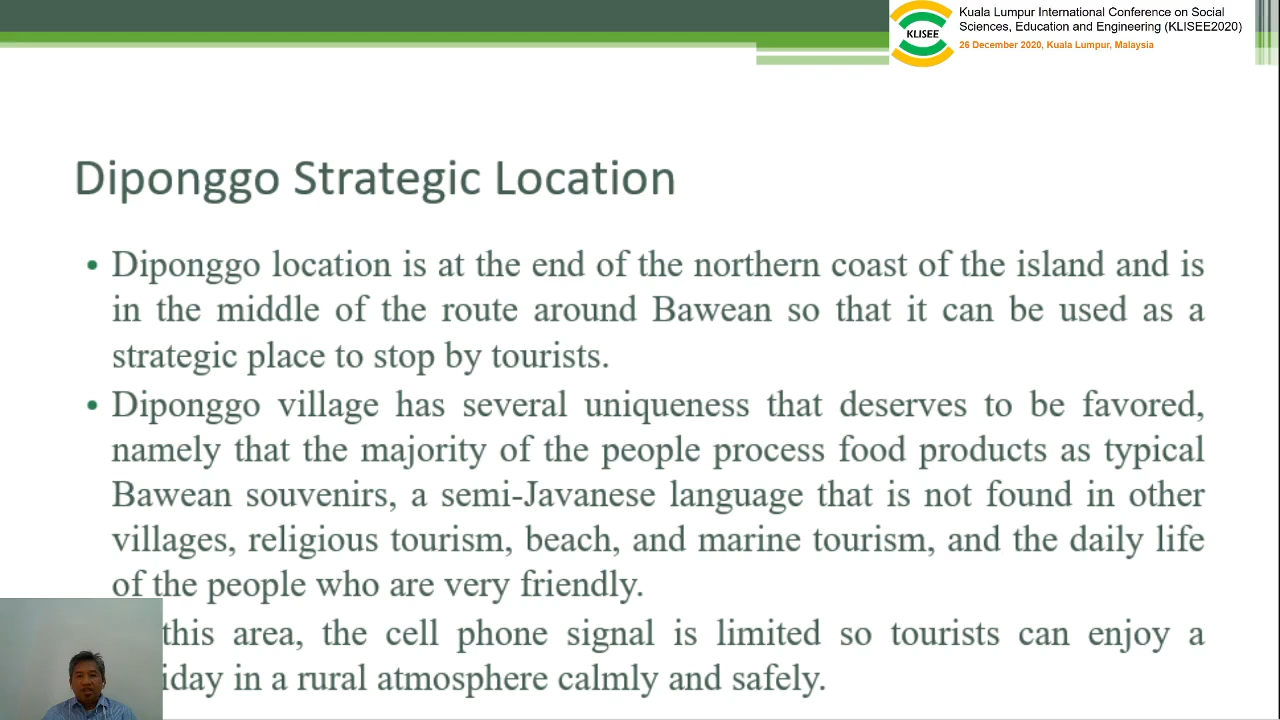 Kuala Lumpur International Conference on Social
Sciences, Education and Engineering (KLISEE2020)
KLISEE
26 December 2020, Kuala Lumpur, Malaysia
Diponggo Strategic Location
• Diponggo location is at the end of the northern coast of the island and is
in the middle of the route around Bawean so that it can be used as a
strategic place to stop by tourists.
• Diponggo village has several uniqueness that deserves to be favored,
namely that the majority of the people process food products as typical
Bawean souvenirs, a semi-Javanese language that is not found in other
villages, religious tourism, beach, and marine tourism, and the daily life
of the people who are very friendly.
this area, the cell phone signal is limited so tourists can enjoy a
iday in a rural atmosphere calmly and safely.